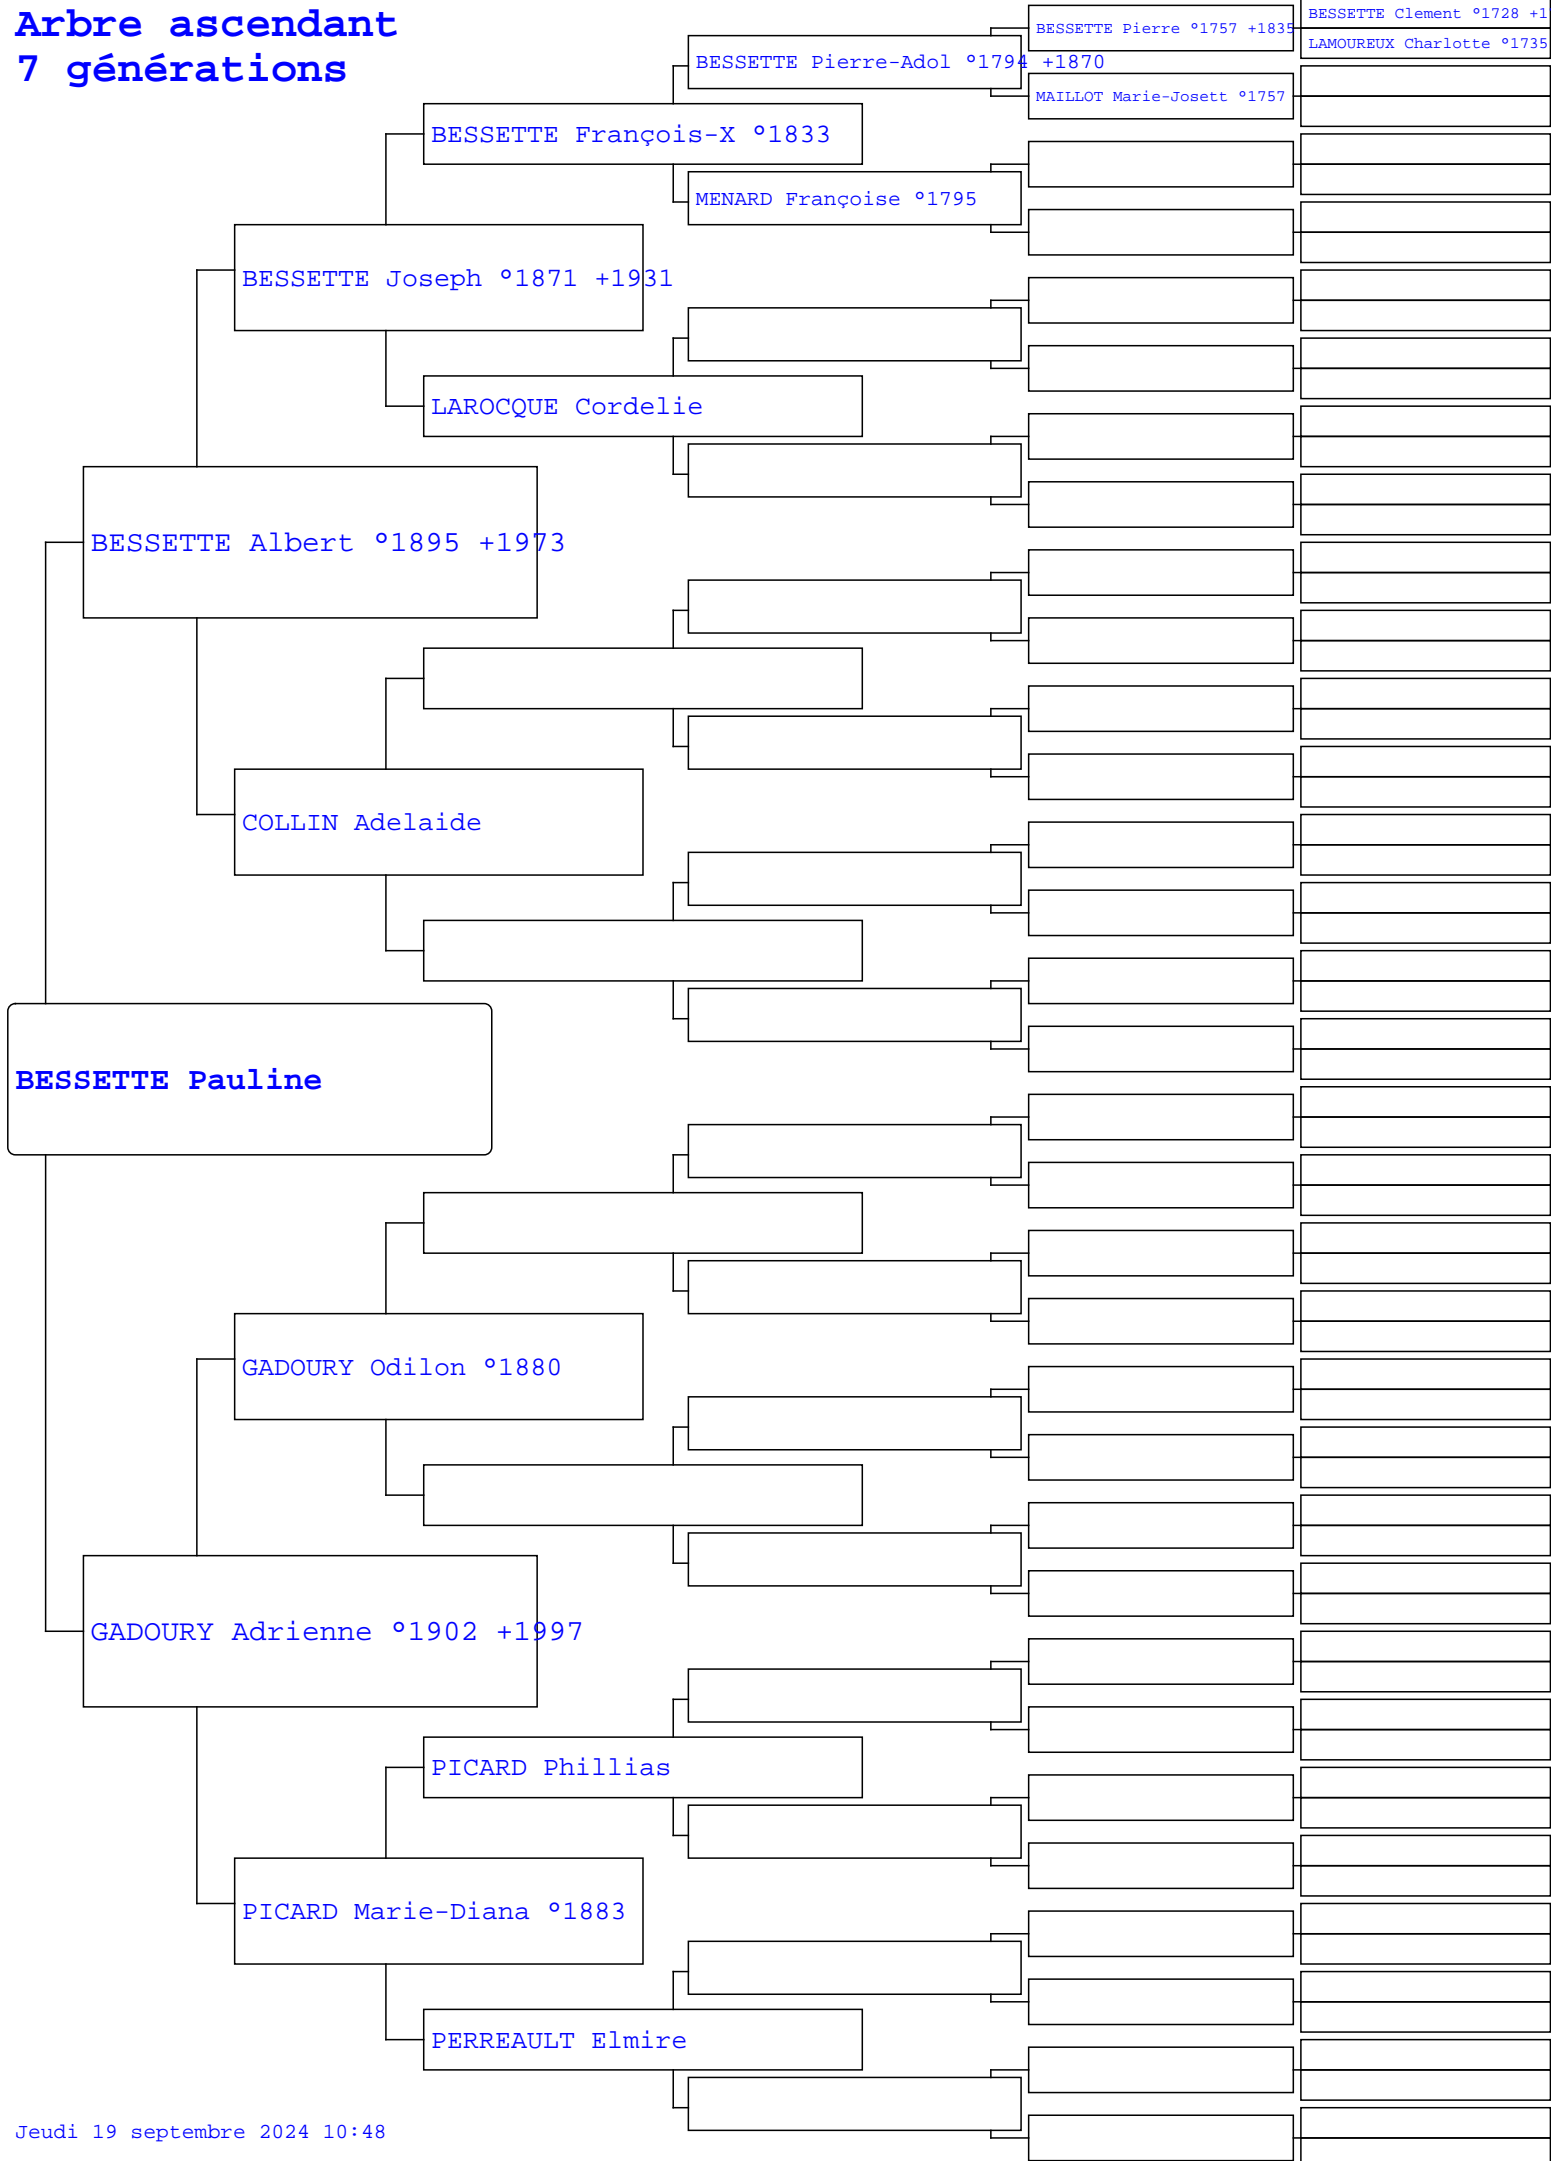 Arbre ascendant
7 générations
BESSETTE Clement °1728 +1
BESSETTE Pierre °1757 +1835
LAMOUREUX Charlotte °1735
BESSETTE Pierre-Adol °1794 +1870
MAILLOT Marie-Josett °1757
BESSETTE François-X °1833
MENARD Françoise °1795
BESSETTE Joseph °1871 +1931
LAROCQUE Cordelie
BESSETTE Albert °1895 +1973
COLLIN Adelaide
BESSETTE Pauline
GADOURY Odilon °1880
GADOURY Adrienne °1902 +1997
PICARD Phillias
PICARD Marie-Diana °1883
PERREAULT Elmire
Jeudi 19 septembre 2024 10:48